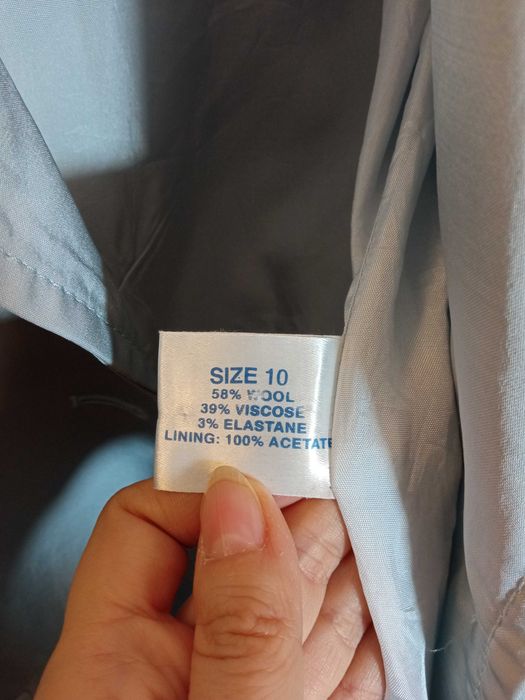 SIZE 10
58% WOOL
39% VISCOSE
3% ELASTANE
LINING: 100% ACETATE